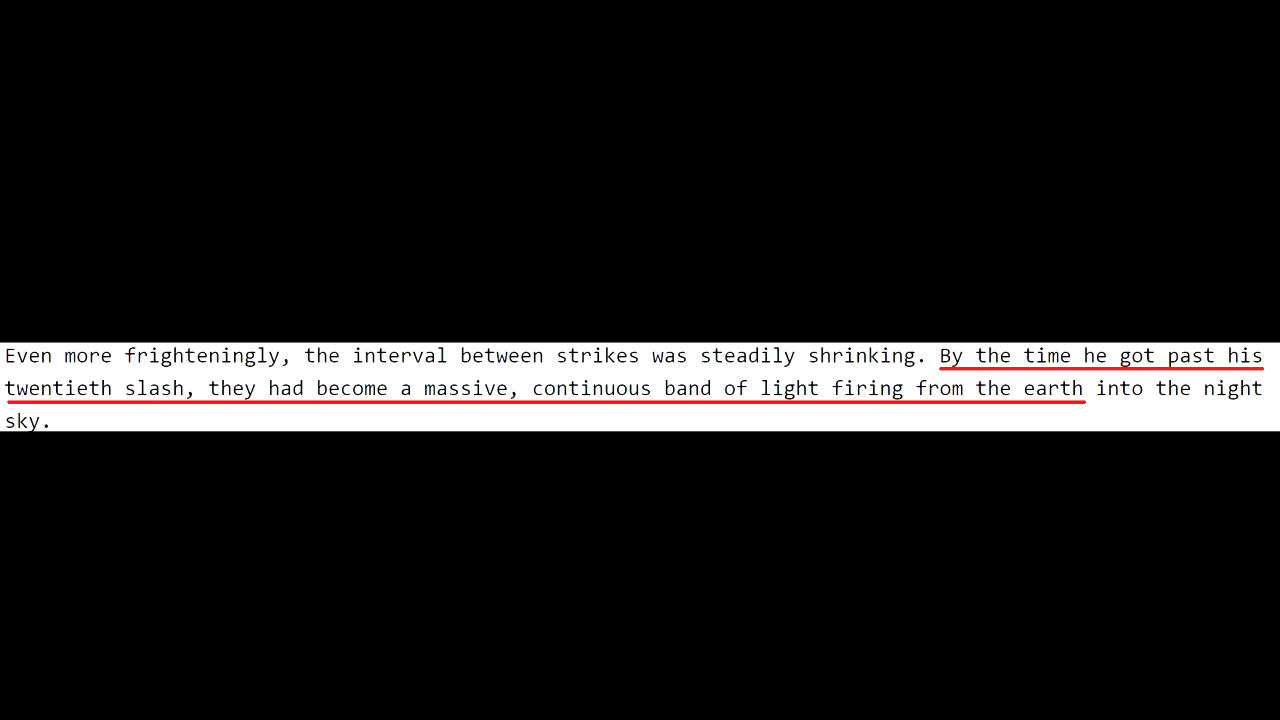 Even more frighteningly, the interval between strikes was steadily shrinking. By the time he got past his
twentieth slash, they had become a massive, continuous band of light firing from the earth into the night
sky.